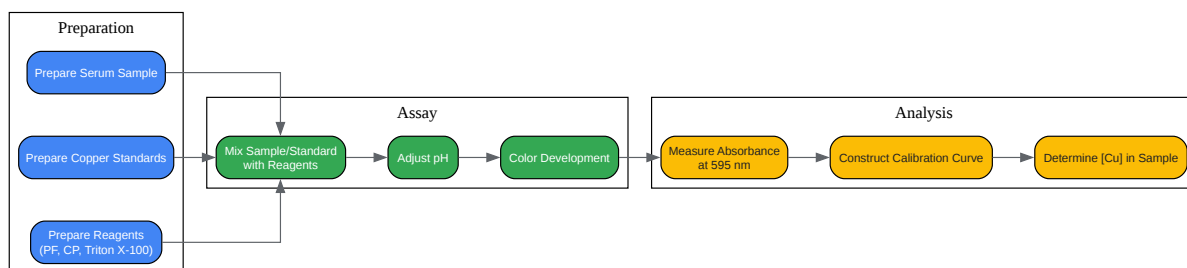 Preparation
Prepare Serum Sample
Prepare Copper Standards
Prepare Reagents
(PF, CP, Triton X-100)
Assay
Mix Sample/Standard
with Reagents
Adjust pH
Color Development
Analysis
Measure Absorbance
at 595 nm
Construct Calibration Curve
Determine [Cu] in Sample